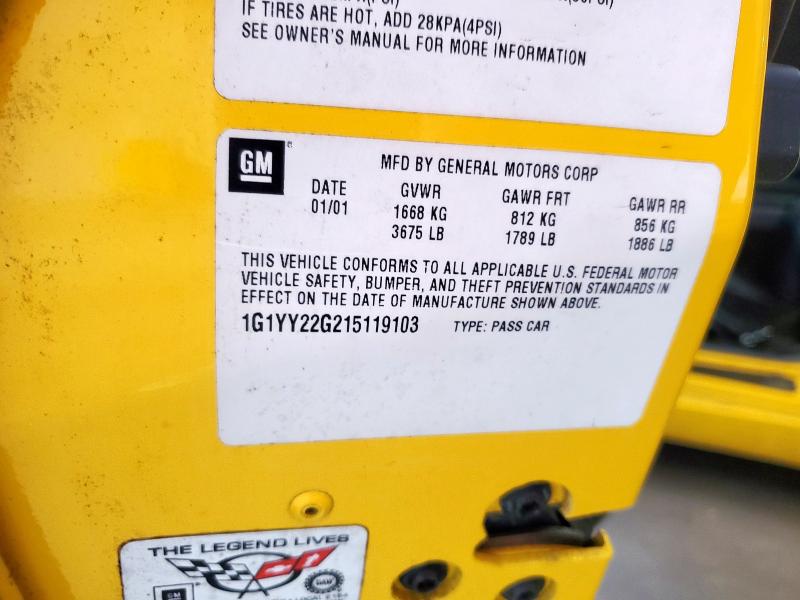 IF TIRES ARE HOT, ADD 28KPA(4PSI)
SEE OWNER'S MANUAL FOR MORE INFORMATION
GM
MFD BY GENERAL MOTORS CORP
DATE GVWR GAWR FRT GAWR RR
01/01 1668 KG 812 KG 856 KG
3675 LB 1789 LB 1886 LB
THIS VEHICLE CONFORMS TO ALL APPLICABLE U.S. FEDERAL MOTOR
VEHICLE SAFETY, BUMPER, AND THEFT PREVENTION STANDARDS IN
EFFECT ON THE DATE OF MANUFACTURE SHOWN ABOVE.
1G1YY22G215119103 TYPE: PASS CAR
THE LEGEND LIVES
GM UAW